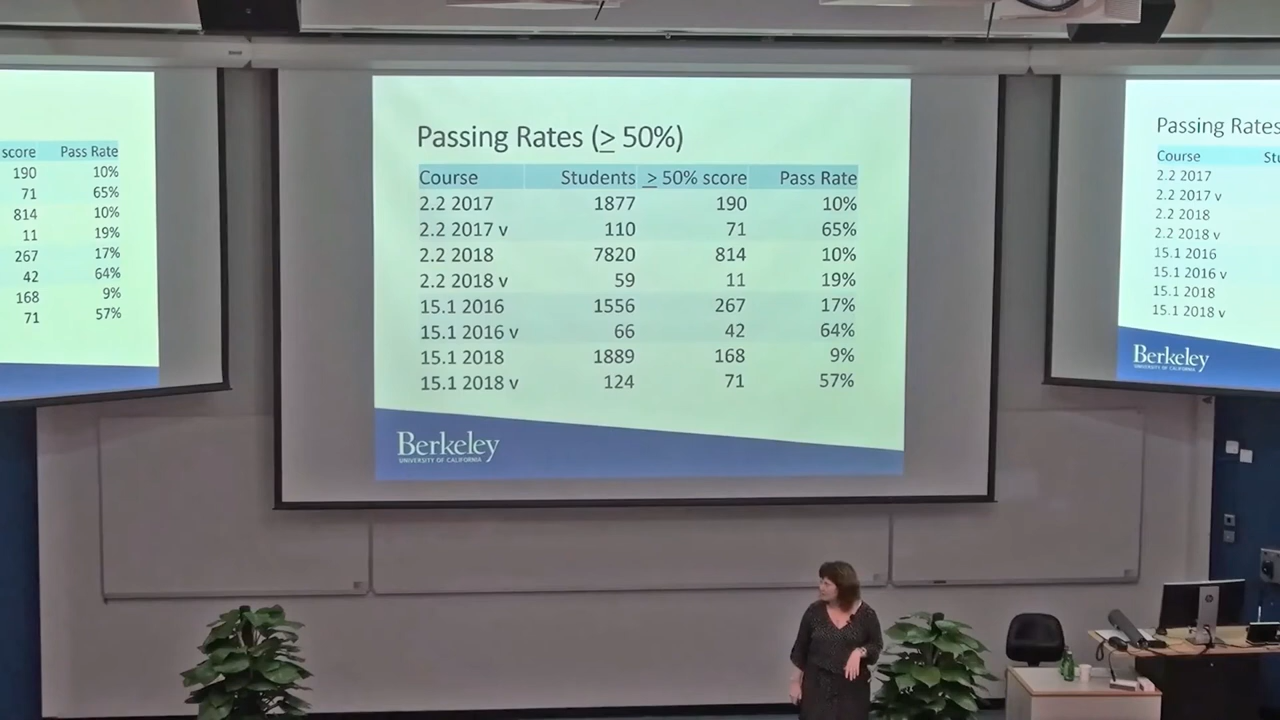 Passing Rates (≥ 50%)
Course Students ≥ 50% score Pass Rate
2.2 2017 1877 190 10%
2.2 2017 v 110 71 65%
2.2 2018 7820 814 10%
2.2 2018 v 59 11 19%
15.1 2016 1556 267 17%
15.1 2016 v 66 42 64%
15.1 2018 1889 168 9%
15.1 2018 v 124 71 57%
Berkeley
UNIVERSITY OF CALIFORNIA
score Pass Rate
190 10%
71 65%
814 10%
11 19%
267 17%
42 64%
168 9%
71 57%
Passing Rates
Course Stu
2.2 2017
2.2 2017 v
2.2 2018
2.2 2018 v
15.1 2016
15.1 2016 v
15.1 2018
15.1 2018 v
Berkeley
UNIVERSITY OF CALIFORNIA